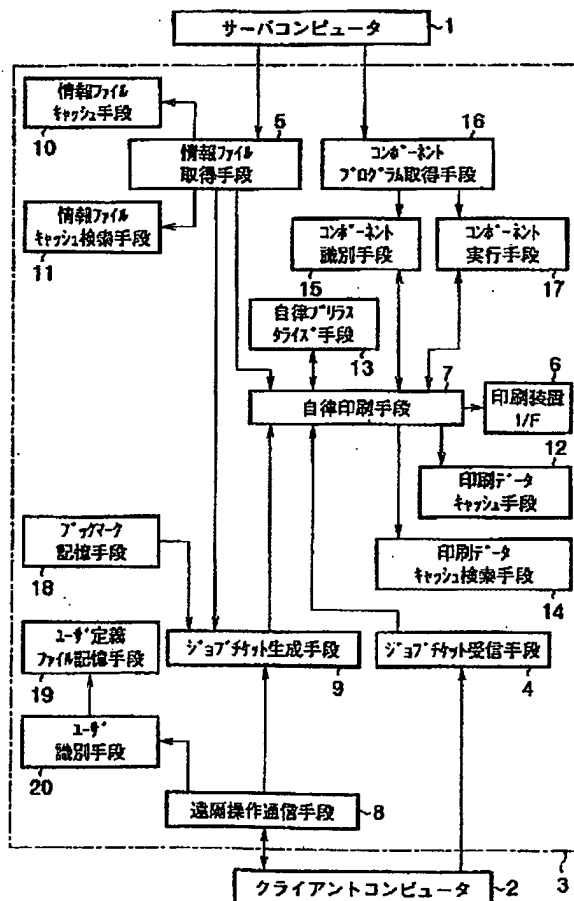 サーバコンピュータ
1
情報ファイル
キャッシュ手段
10
5
情報ファイル
取得手段
16
コンポーネント
プログラム取得手段
情報ファイル
キャッシュ検索手段
11
コンポーネント
識別手段
15
コンポーネント
実行手段
17
自律プリラス
タライズ手段
13
7
自律印刷手段
6
印刷装置
I/F
12
印刷データ
キャッシュ手段
ブックマーク
記憶手段
18
印刷データ
キャッシュ検索手段
14
ユーザ定義
ファイル記憶手段
19
ジョブチケット生成手段
9
ジョブチケット受信手段
4
ユーザ
識別手段
20
遠隔操作通信手段
8
3
クライアントコンピュータ
2